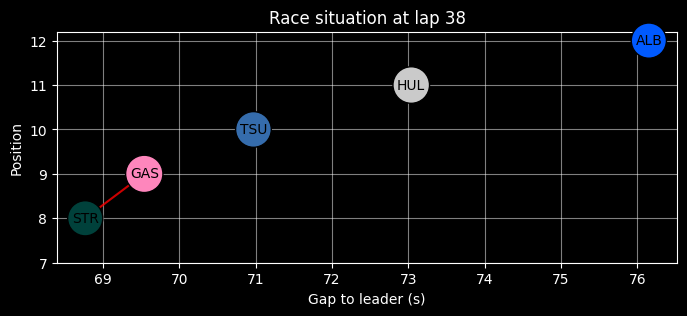 Race situation at lap 38
12
ALB
11
HUL
10
TSU
9
GAS
8
STR
7
Position
69 70 71 72 73 74 75 76
Gap to leader (s)